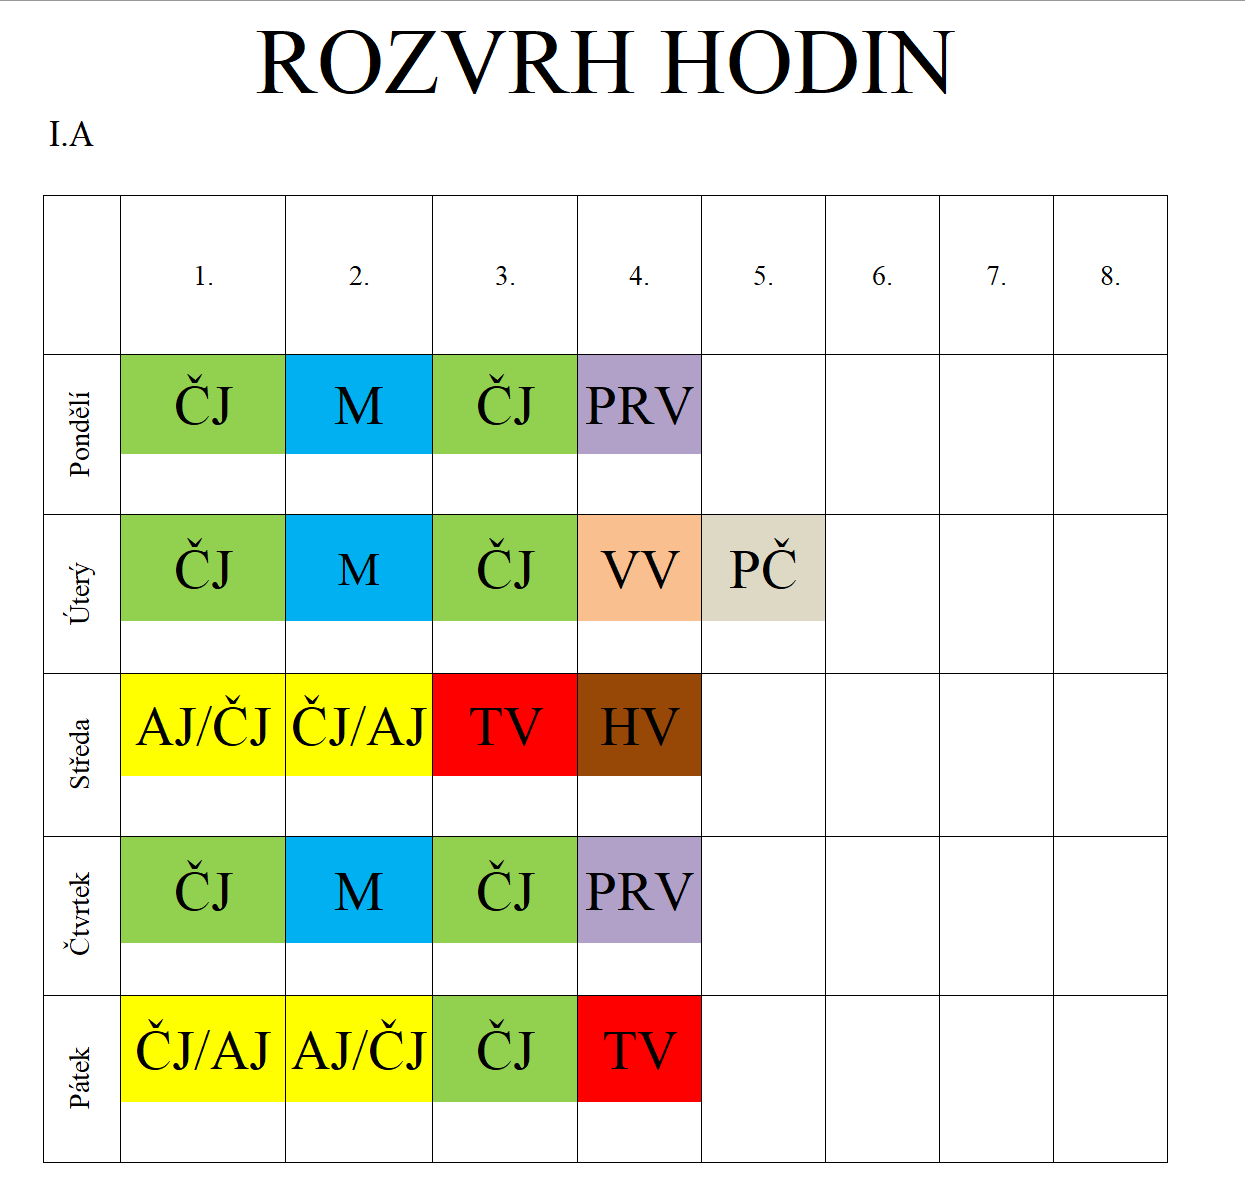 ROZVRH HODIN
I.A
1. 2. 3. 4. 5. 6. 7. 8.
Pondělí ČJ M ČJ PRV
Úterý ČJ M ČJ VV PČ
Středa AJ/ČJ ČJ/AJ TV HV
Čtvrtek ČJ M ČJ PRV
Pátek ČJ/AJ AJ/ČJ ČJ TV